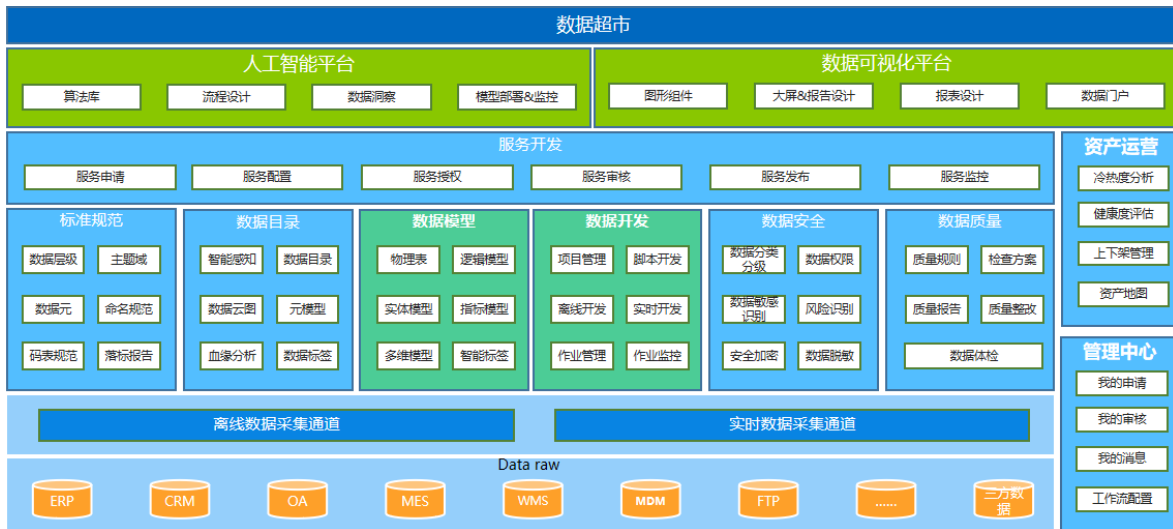 数据超市
人工智能平台
算法库
流程设计
数据洞察
模型部署&监控
数据可视化平台
图形组件
大屏&报告设计
报表设计
数据门户
服务开发
服务申请
服务配置
服务授权
服务审核
服务发布
服务监控
资产运营
冷热度分析
健康度评估
上下架管理
资产地图
标准规范
数据层级
主题域
数据元
命名规范
码表规范
落标报告
数据目录
智能感知
数据目录
数据云图
元模型
血缘分析
数据标签
数据模型
物理表
逻辑模型
实体模型
指标模型
多维模型
智能标签
数据开发
项目管理
脚本开发
离线开发
实时开发
作业管理
作业监控
数据安全
数据分类
分级
数据权限
数据敏感
识别
风险识别
安全加密
数据脱敏
数据质量
质量规则
检查方案
质量报告
质量整改
数据体检
管理中心
我的申请
我的审核
我的消息
工作流配置
离线数据采集通道
实时数据采集通道
Data raw
ERP
CRM
OA
MES
WMS
MDM
FTP
......
三方数
据